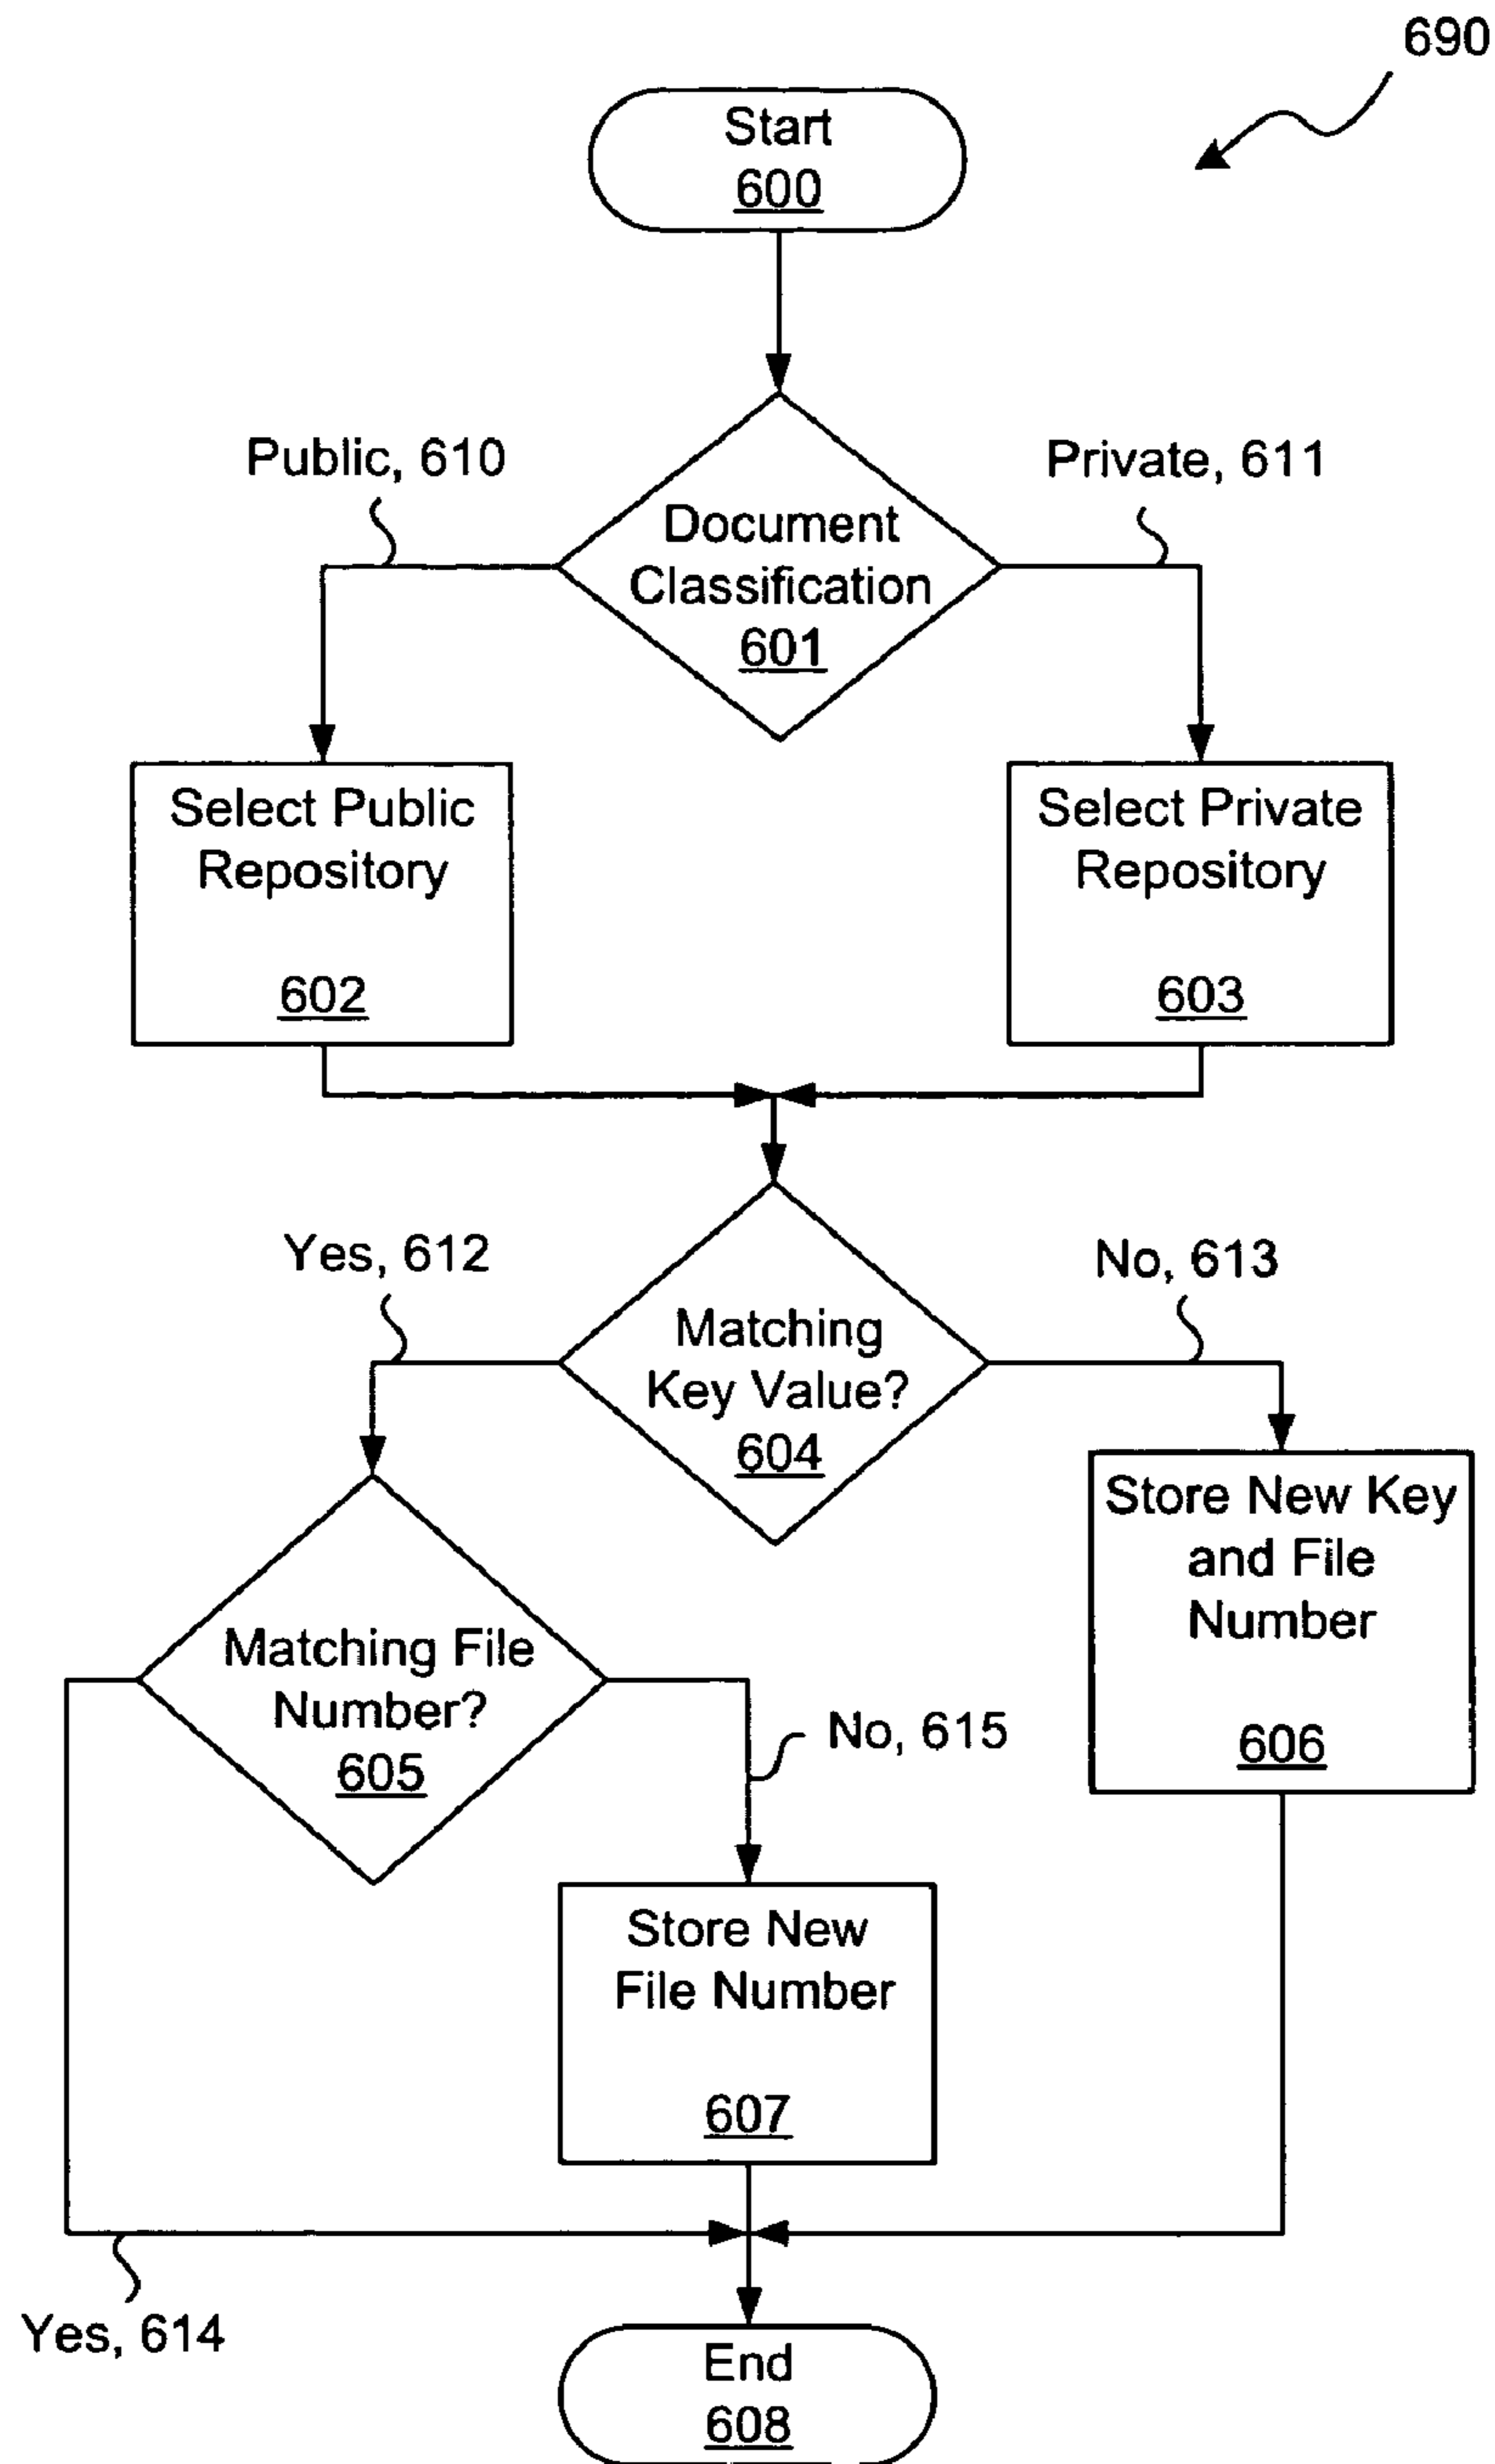 690
Start
600
Public, 610
Private, 611
Document
Classification
601
Select Public
Repository
602
Select Private
Repository
603
Yes, 612
No, 613
Matching
Key Value?
604
Store New Key
and File
Number
606
Matching File
Number?
605
No, 615
Store New
File Number
607
Yes, 614
End
608